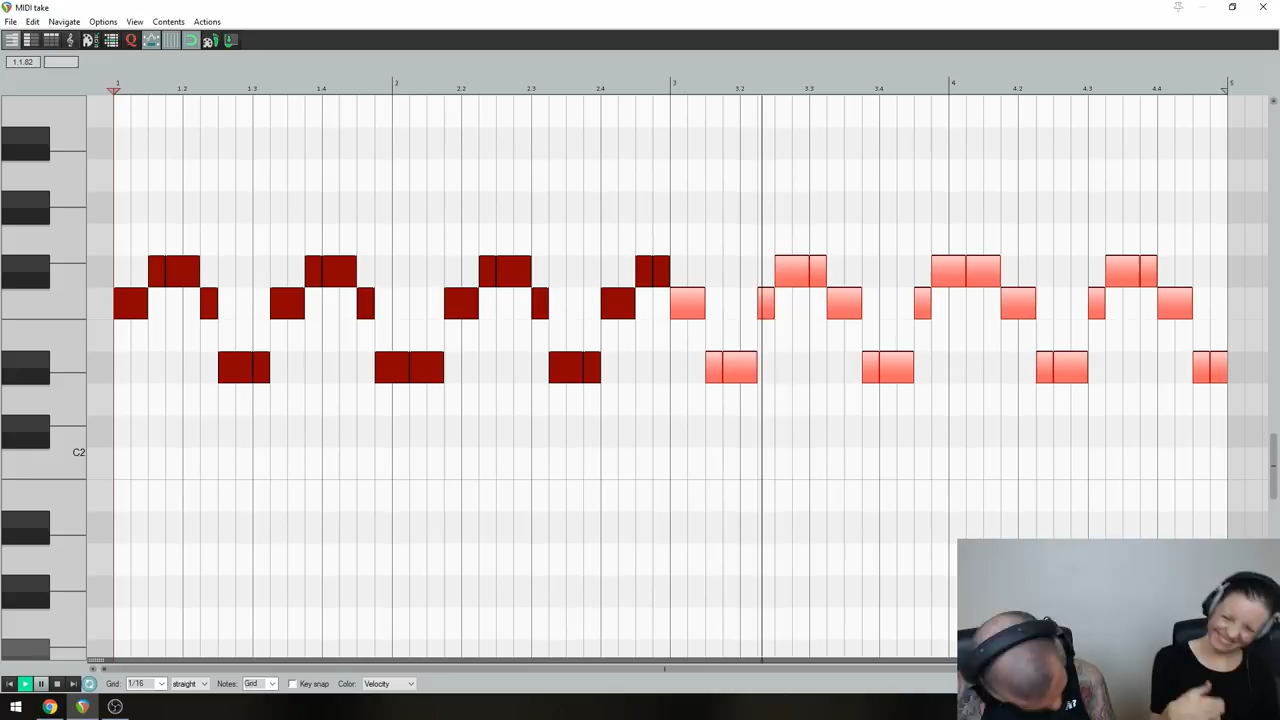 MIDI take
File Edit Navigate Options View Contents Actions
Q
1.1.82
1 2 3 4 5
1.2 1.3 1.4 2.2 2.3 2.4 3.2 3.3 3.4 4.2 4.3 4.4
C2
Grid: 1/16 straight Notes: Grid Key snap Color: Velocity